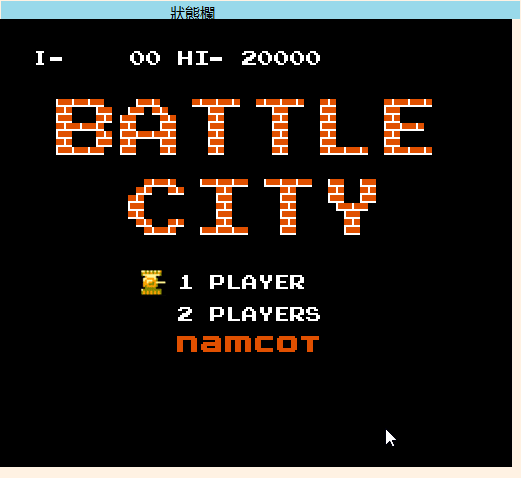 狀態欄
I- 00 HI- 20000
BATTLE
CITY
1 PLAYER
2 PLAYERS
namcot